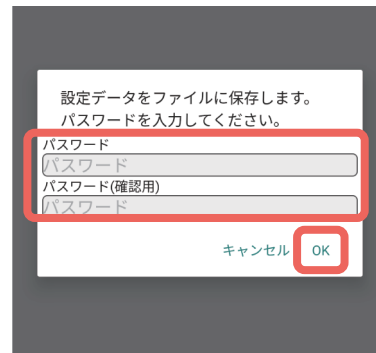 設定データをファイルに保存します。
パスワードを入力してください。
パスワード
パスワード
パスワード(確認用)
パスワード
キャンセル OK